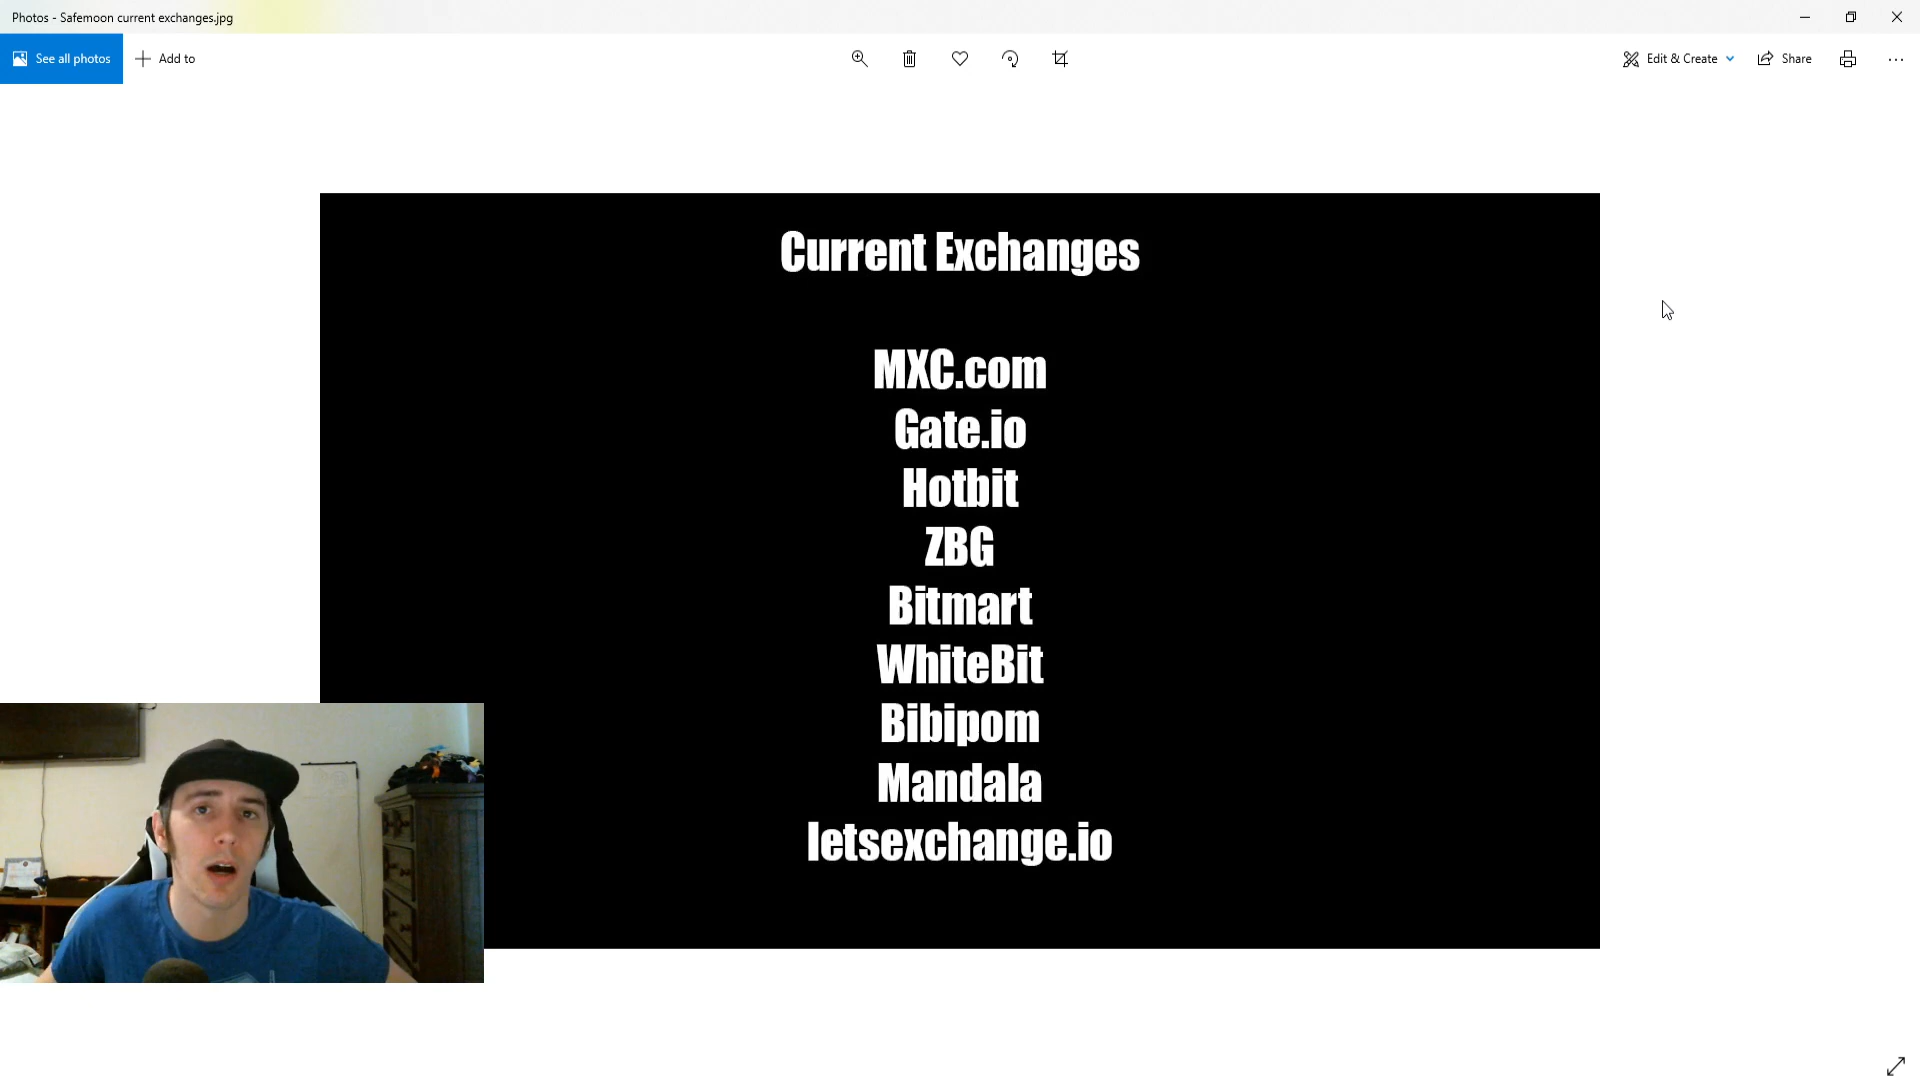 Photos - Safemoon current exchanges.jpg
See all photos
Add to
Edit & Create
Share
Current Exchanges
MXC.com
Gate.io
Hotbit
ZBG
Bitmart
WhiteBit
Bibipom
Mandala
letsexchange.io